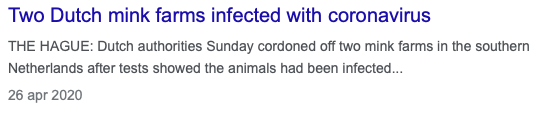 Two Dutch mink farms infected with coronavirus
THE HAGUE: Dutch authorities Sunday cordoned off two mink farms in the southern
Netherlands after tests showed the animals had been infected...
26 apr 2020